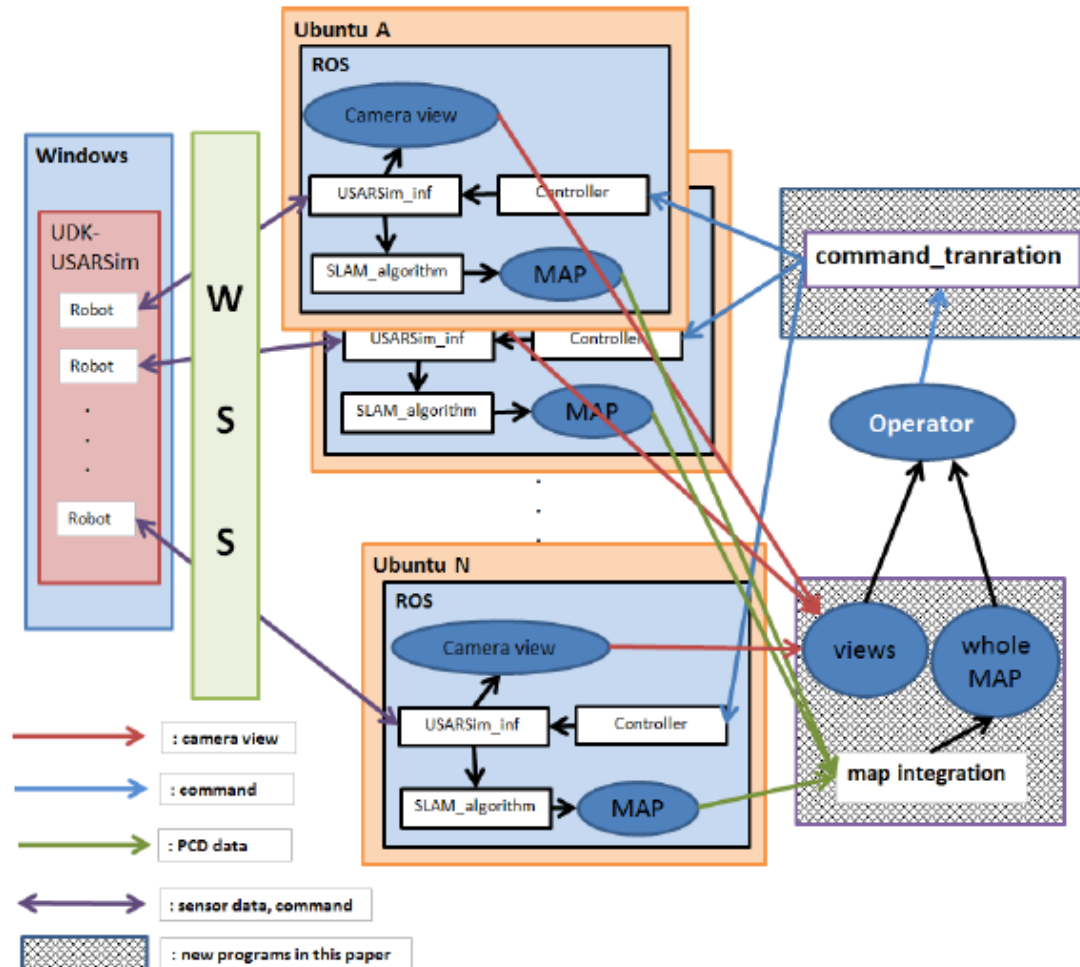 Ubuntu A
ROS
Camera view
USARSim_inf
Controller
SLAM_algorithm
MAP
USARSim_inf
Controller
SLAM_algorithm
MAP
.
.
.
Windows
UDK-
USARSim
Robot
Robot
.
.
.
Robot
W
S
S
command_tranration
Operator
views
whole
MAP
map integration
Ubuntu N
ROS
Camera view
USARSim_inf
Controller
SLAM_algorithm
MAP
: camera view
: command
: PCD data
: sensor data, command
: new programs in this paper